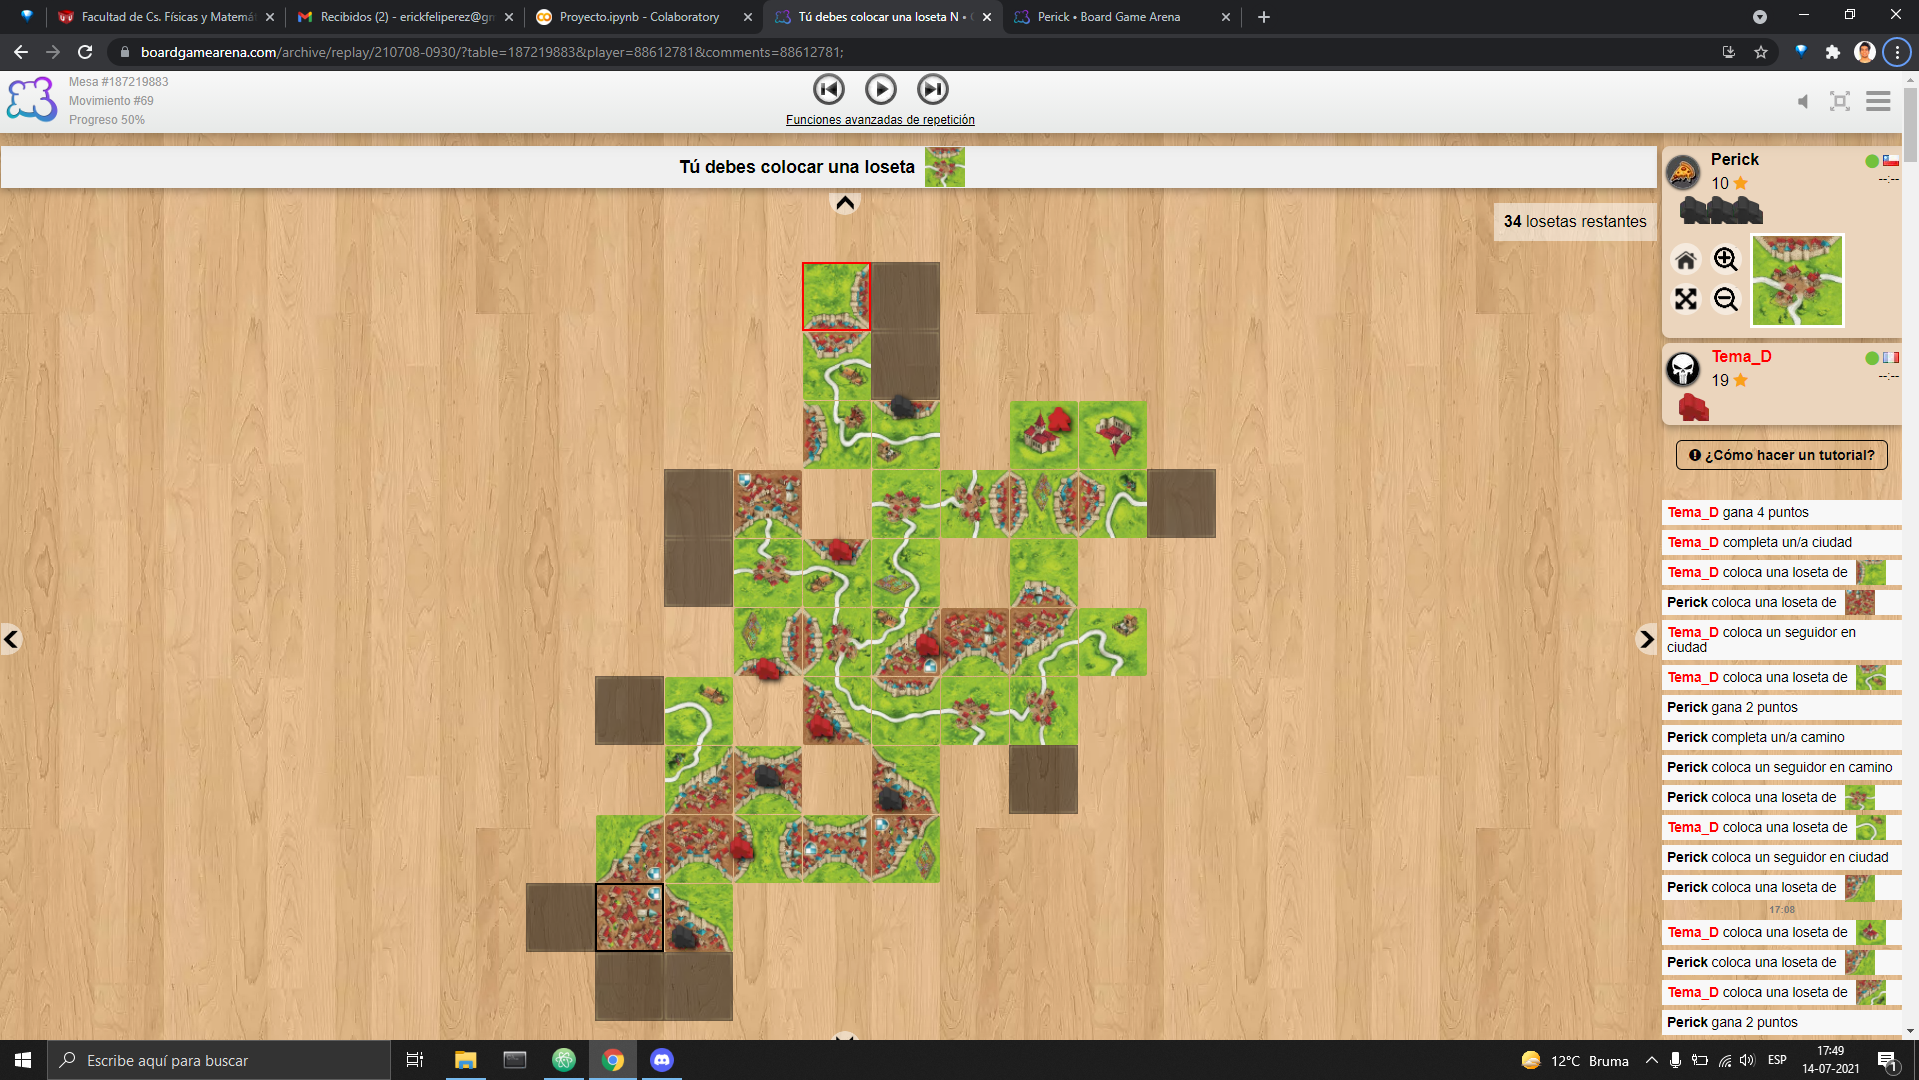 Facultad de Cs. Físicas y Matemá
Recibidos (2) - erickfeliperez@gm
Proyecto.ipynb - Colaboratory
Tú debes colocar una loseta N •
Perick • Board Game Arena
boardgamearena.com/archive/replay/210708-0930/?table=187219883&player=88612781&comments=88612781;
Mesa #187219883
Movimiento #69
Progreso 50%
Funciones avanzadas de repetición
Tú debes colocar una loseta
34 losetas restantes
Perick
10
--:--
Tema_D
19
--:--
¿Cómo hacer un tutorial?
Tema_D gana 4 puntos
Tema_D completa un/a ciudad
Tema_D coloca una loseta de
Perick coloca una loseta de
Tema_D coloca un seguidor en
ciudad
Tema_D coloca una loseta de
Perick gana 2 puntos
Perick completa un/a camino
Perick coloca un seguidor en camino
Perick coloca una loseta de
Tema_D coloca una loseta de
Perick coloca un seguidor en ciudad
Perick coloca una loseta de
17:08
Tema_D coloca una loseta de
Perick coloca una loseta de
Tema_D coloca una loseta de
Perick gana 2 puntos
Escribe aquí para buscar
12°C Bruma
ESP
17:49
14-07-2021
1